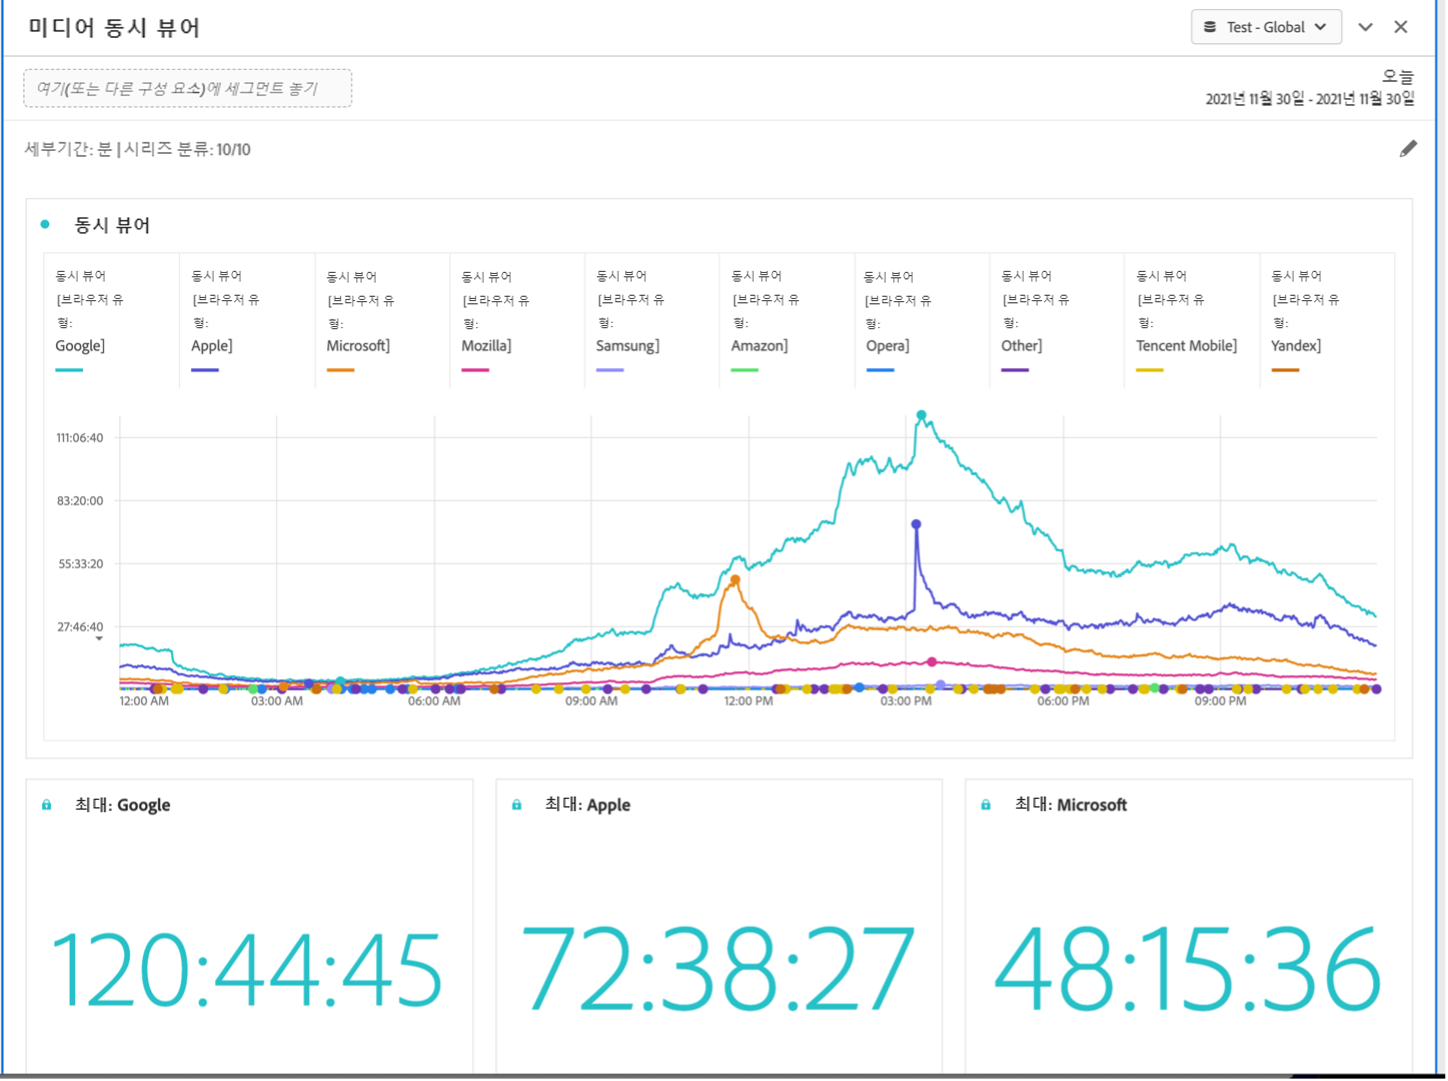 미디어 동시 뷰어
Test - Global
여기(또는 다른 구성 요소)에 세그먼트 놓기
오늘
2021년 11월 30일 - 2021년 11월 30일
세부기간: 분 | 시리즈 분류: 10/10
동시 뷰어
동시 뷰어
[브라우저 유
형:
Google]
동시 뷰어
[브라우저 유
형:
Apple]
동시 뷰어
[브라우저 유
형:
Microsoft]
동시 뷰어
[브라우저 유
형:
Mozilla]
동시 뷰어
[브라우저 유
형:
Samsung]
동시 뷰어
[브라우저 유
형:
Amazon]
동시 뷰어
[브라우저 유
형:
Opera]
동시 뷰어
[브라우저 유
형:
Other]
동시 뷰어
[브라우저 유
형:
Tencent Mobile]
동시 뷰어
[브라우저 유
형:
Yandex]
111:06:40
83:20:00
55:33:20
27:46:40
12:00 AM 03:00 AM 06:00 AM 09:00 AM 12:00 PM 03:00 PM 06:00 PM 09:00 PM
최대: Google
120:44:45
최대: Apple
72:38:27
최대: Microsoft
48:15:36